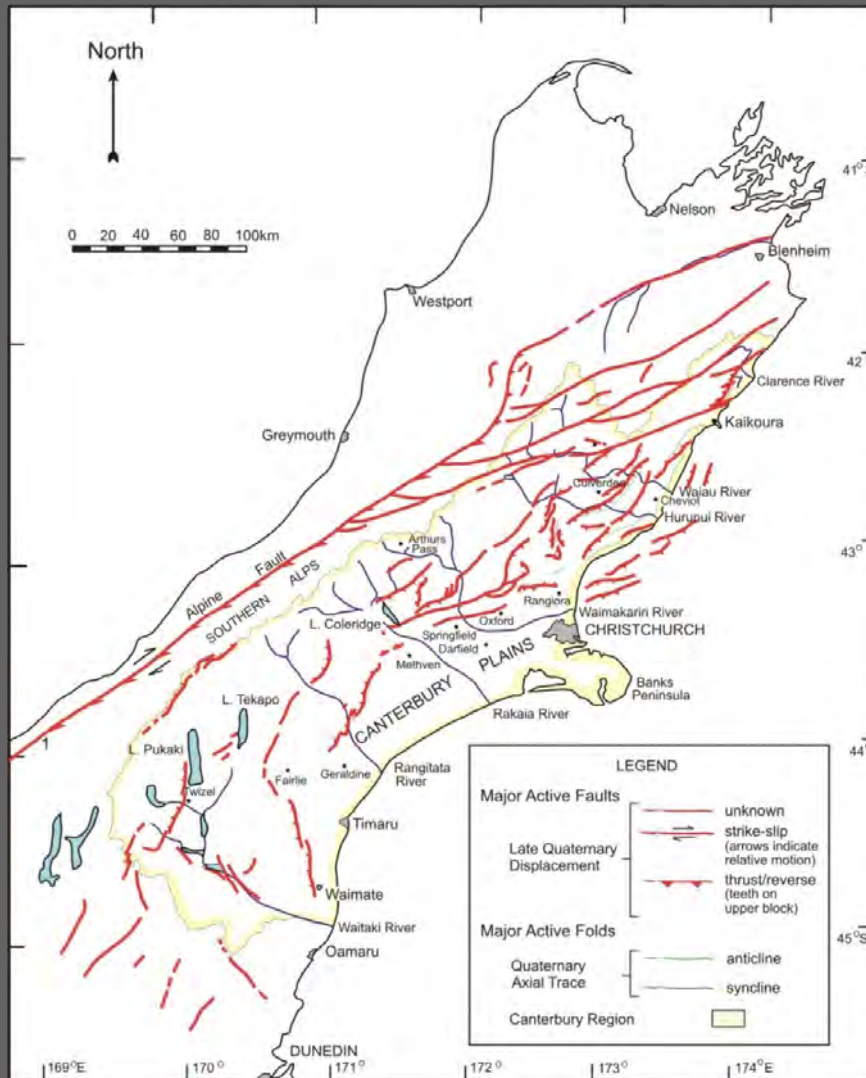 North
0 20 40 60 80 100km
41°S
Nelson
Blenheim
Westport
42°
Clarence River
Greymouth
Kaikoura
Culverden
Waiau River
Cheviot
Hurunui River
Arthurs
Pass
43°
Alpine Fault
SOUTHERN ALPS
Rangiora
L. Coleridge
Oxford
Waimakariri River
Springfield
CHRISTCHURCH
Darfield
Methven
CANTERBURY PLAINS
Banks
Peninsula
L. Tekapo
Rakaia River
1
L. Pukaki
44°
Geraldine
Rangitata
River
Fairlie
Twizel
Timaru
Waimate
Waitaki River
45°S
Oamaru
DUNEDIN
LEGEND
Major Active Faults
Late Quaternary
Displacement
unknown
strike-slip
(arrows indicate
relative motion)
thrust/reverse
(teeth on
upper block)
Major Active Folds
Quaternary
Axial Trace
anticline
syncline
Canterbury Region
169°E 170° 171° 172° 173° 174°E